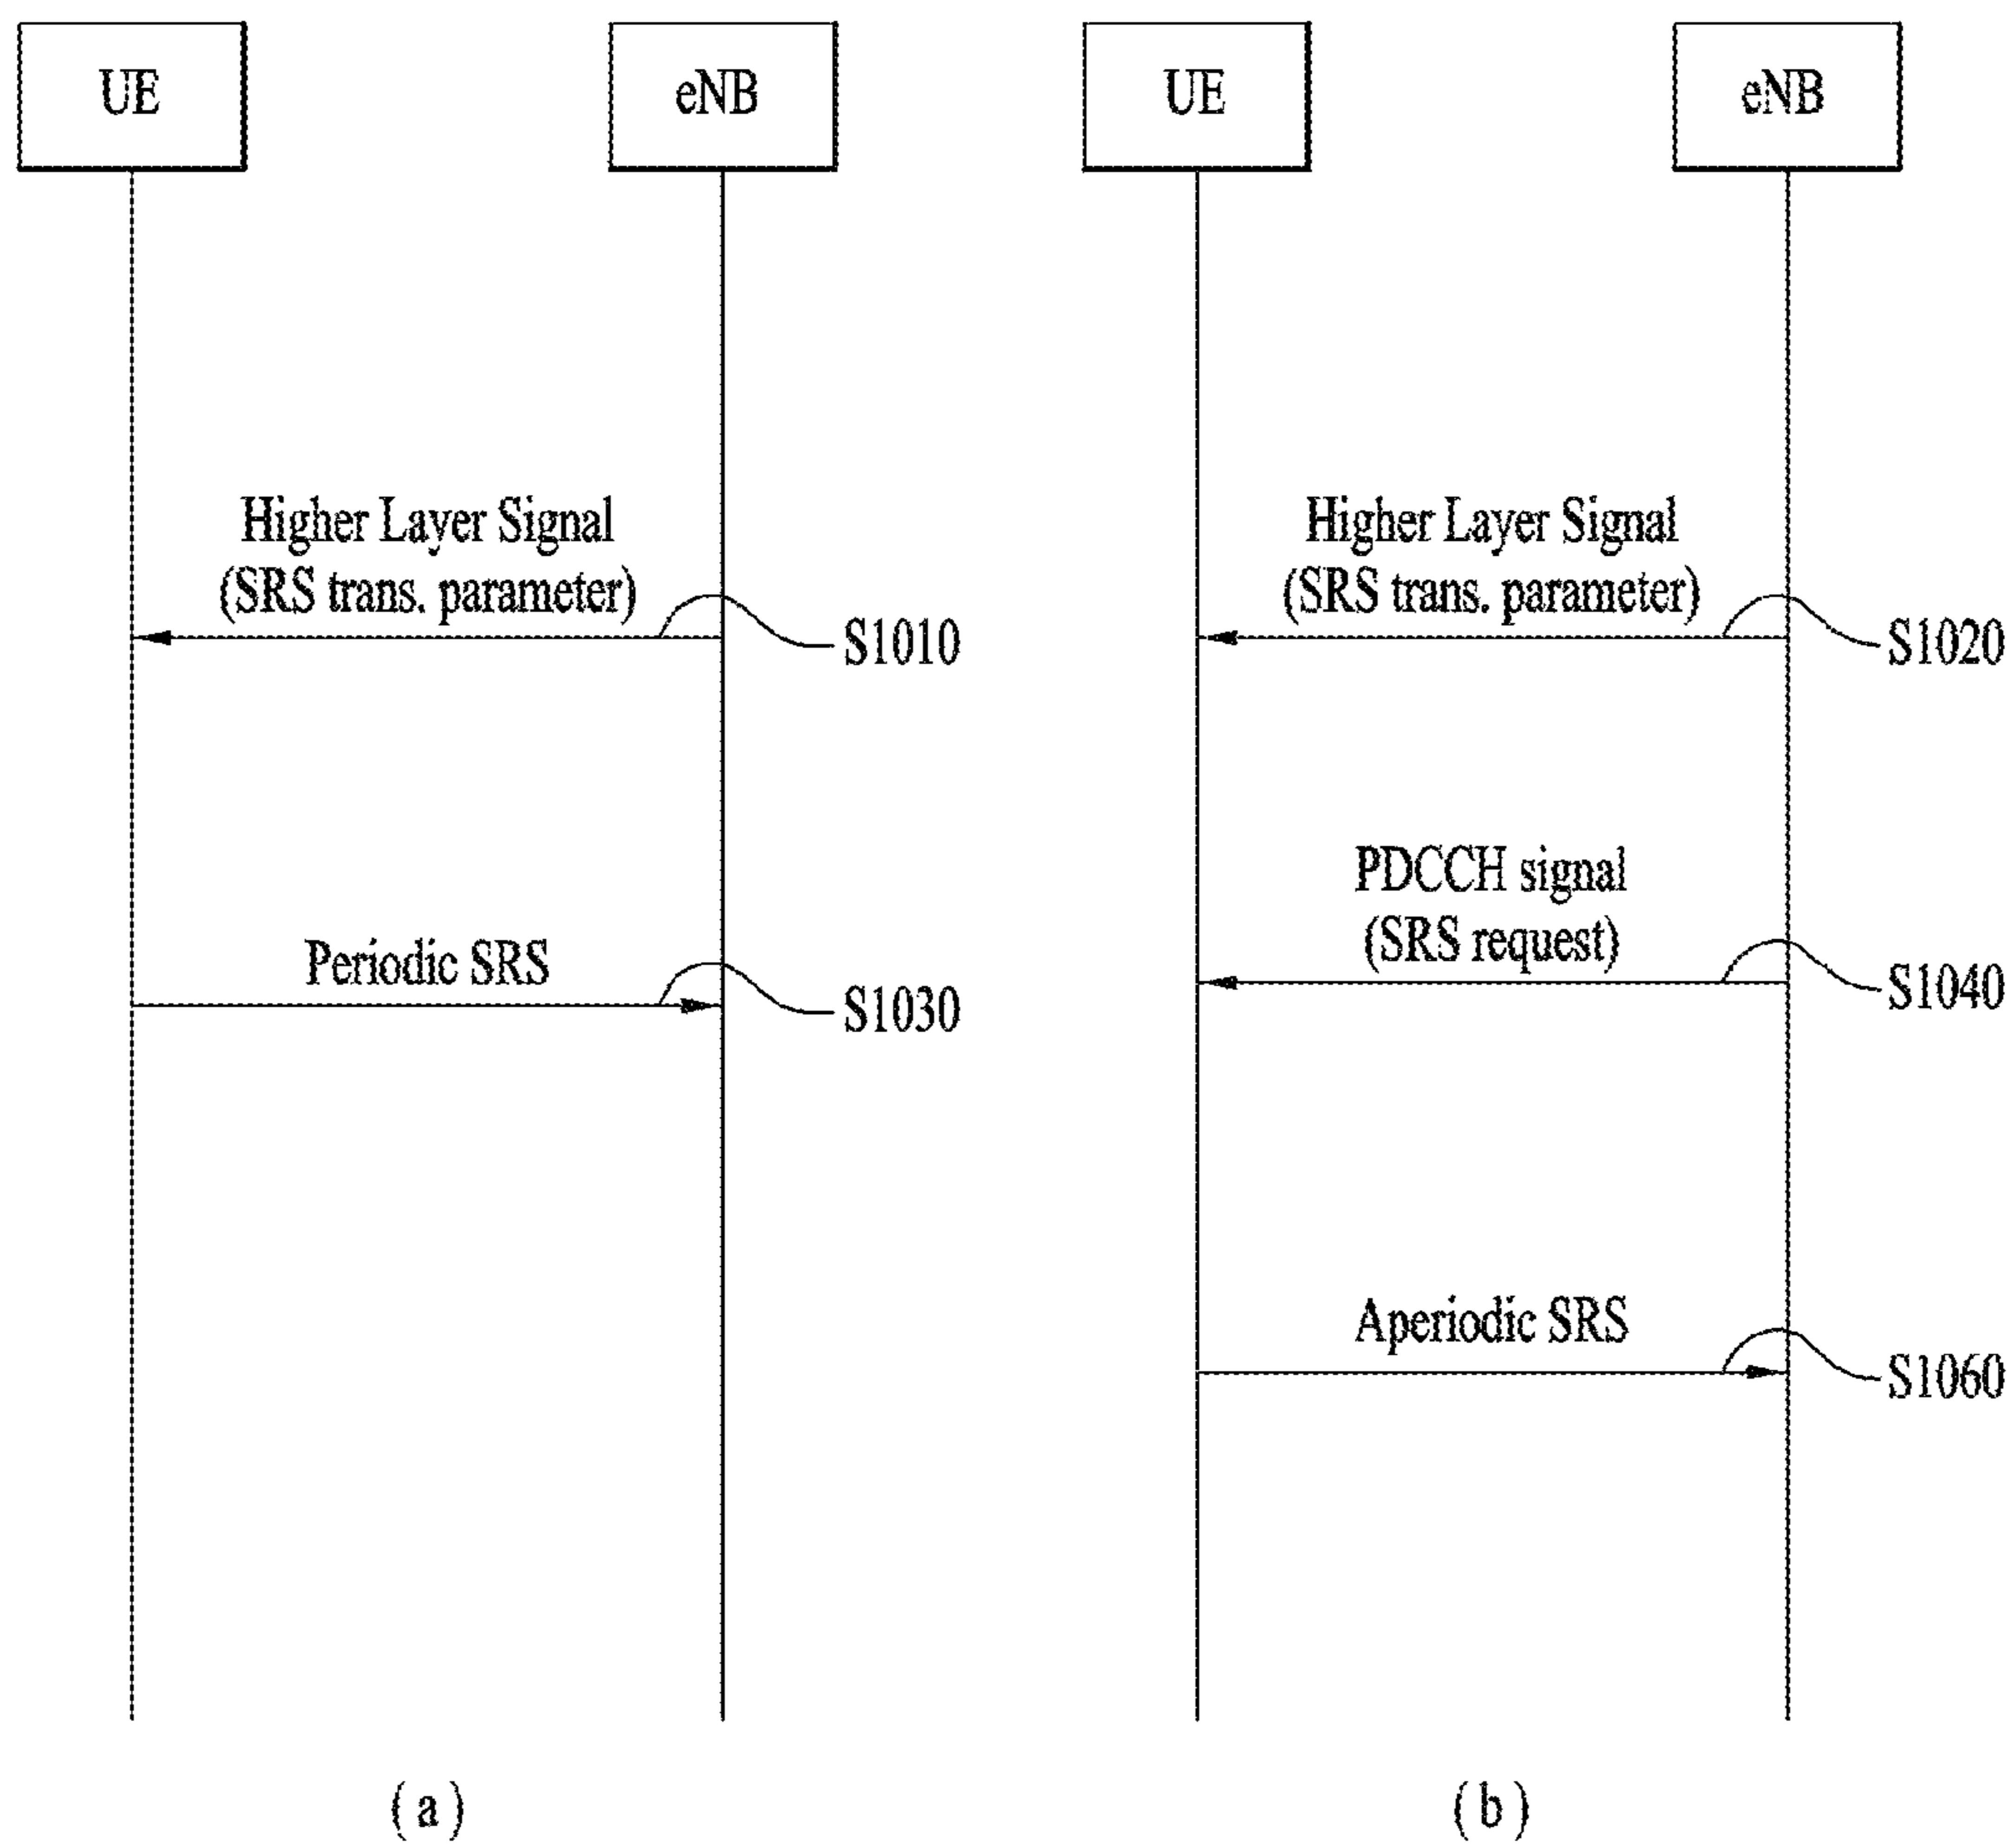 UE
eNB
Higher Layer Signal
(SRS trans. parameter)
S1010
Periodic SRS
S1030
(a)
UE
eNB
Higher Layer Signal
(SRS trans. parameter)
S1020
PDCCH signal
(SRS request)
S1040
Aperiodic SRS
S1060
(b)